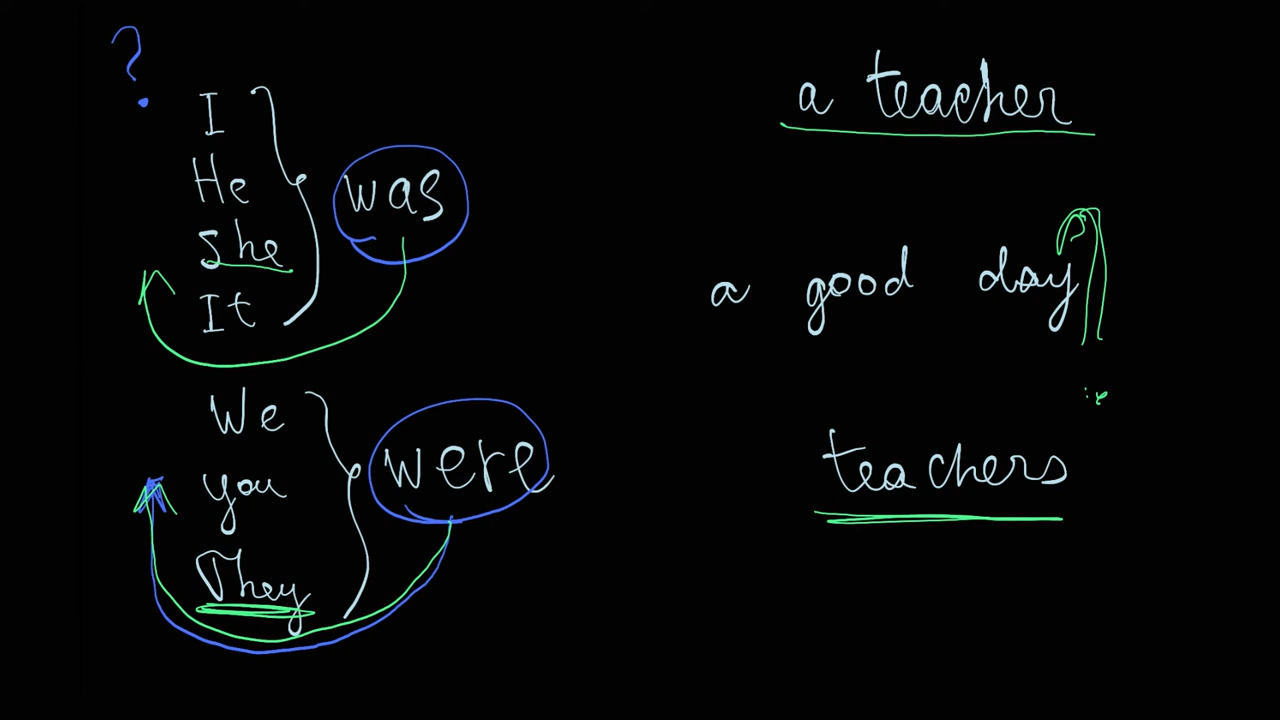 ?
I
He
She
It
was
We
you
They
were
a teacher
a good day
teachers